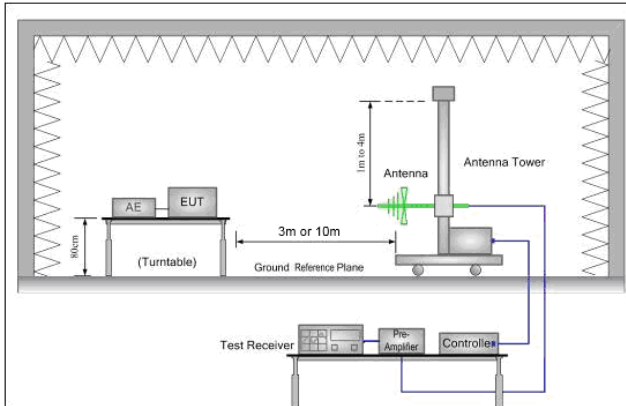 1m to 4m
Antenna
Antenna Tower
AE
EUT
3m or 10m
80cm
(Turntable)
Ground Reference Plane
Test Receiver
Pre-
Amplifier
Controlle